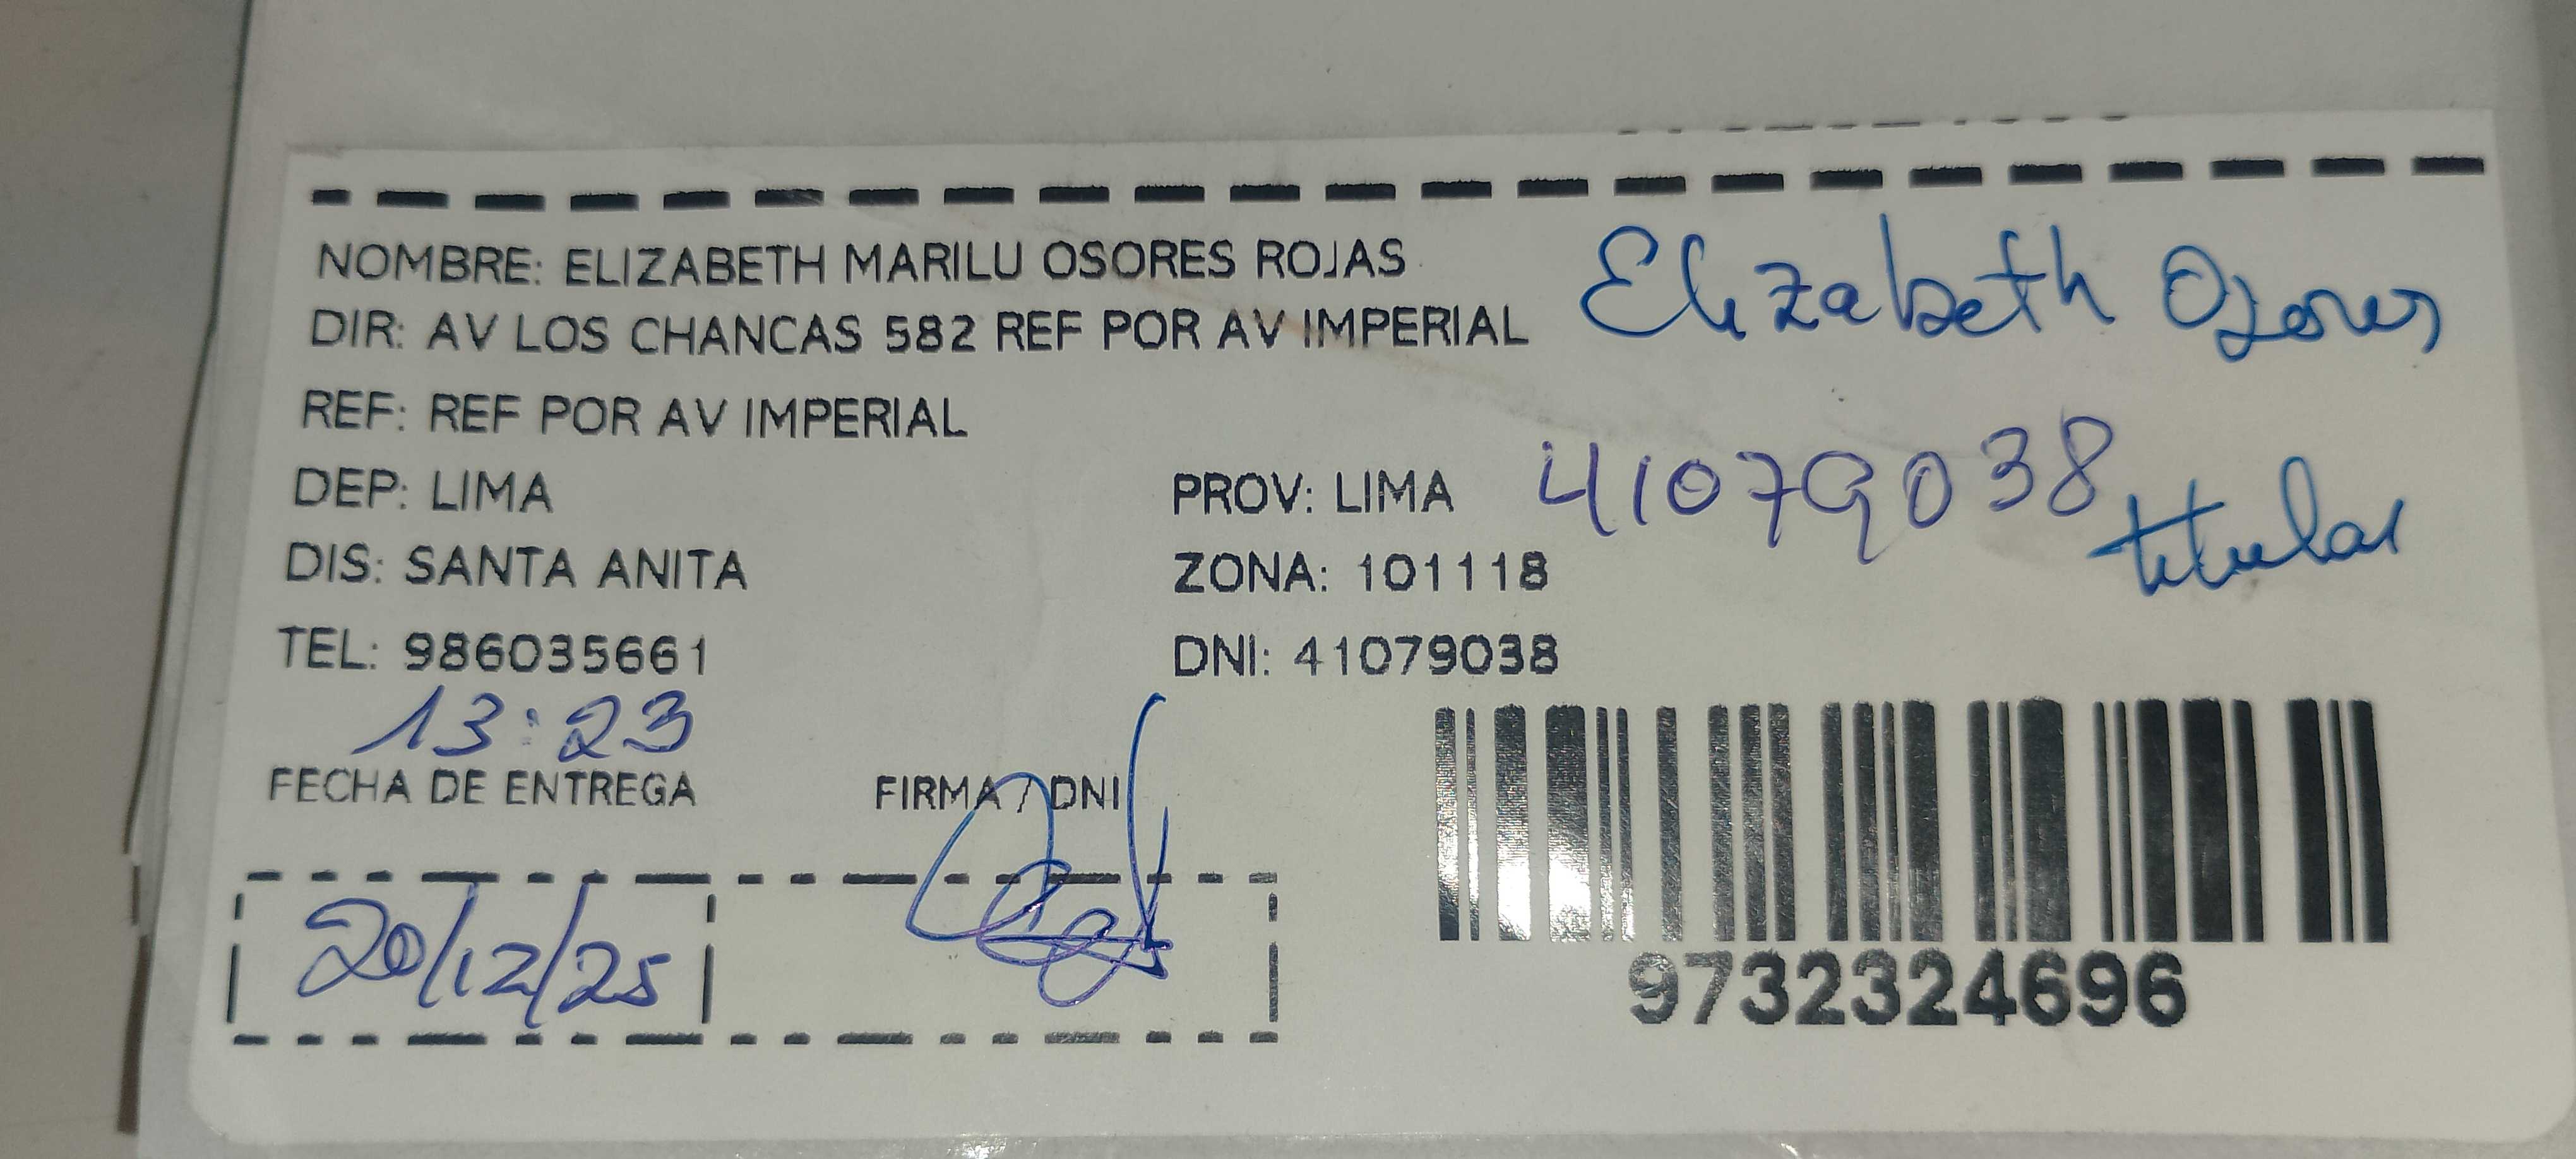 NOMBRE: ELIZABETH MARILU OSORES ROJAS
Elizabeth Ozores
DIR: AV LOS CHANCAS 582 REF POR AV IMPERIAL
REF: REF POR AV IMPERIAL
41079038
titular
DEP: LIMA PROV: LIMA
DIS: SANTA ANITA ZONA: 101118
TEL: 986035661 DNI: 41079038
13:23
FECHA DE ENTREGA FIRMA / DNI
20/12/25
9732324696